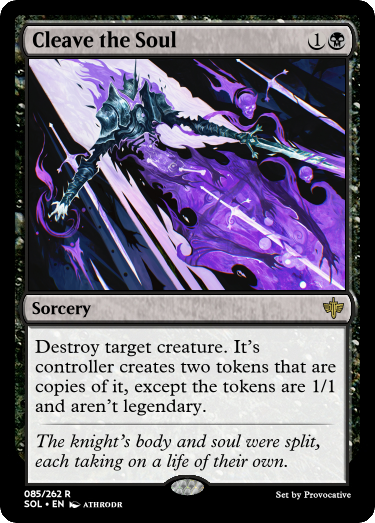 Cleave the Soul 1
Sorcery
Destroy target creature. It's
controller creates two tokens that are
copies of it, except the tokens are 1/1
and aren't legendary.
The knight's body and soul were split,
each taking on a life of their own.
085/262 R
SOL • EN ATHRODR
Set by Provocative